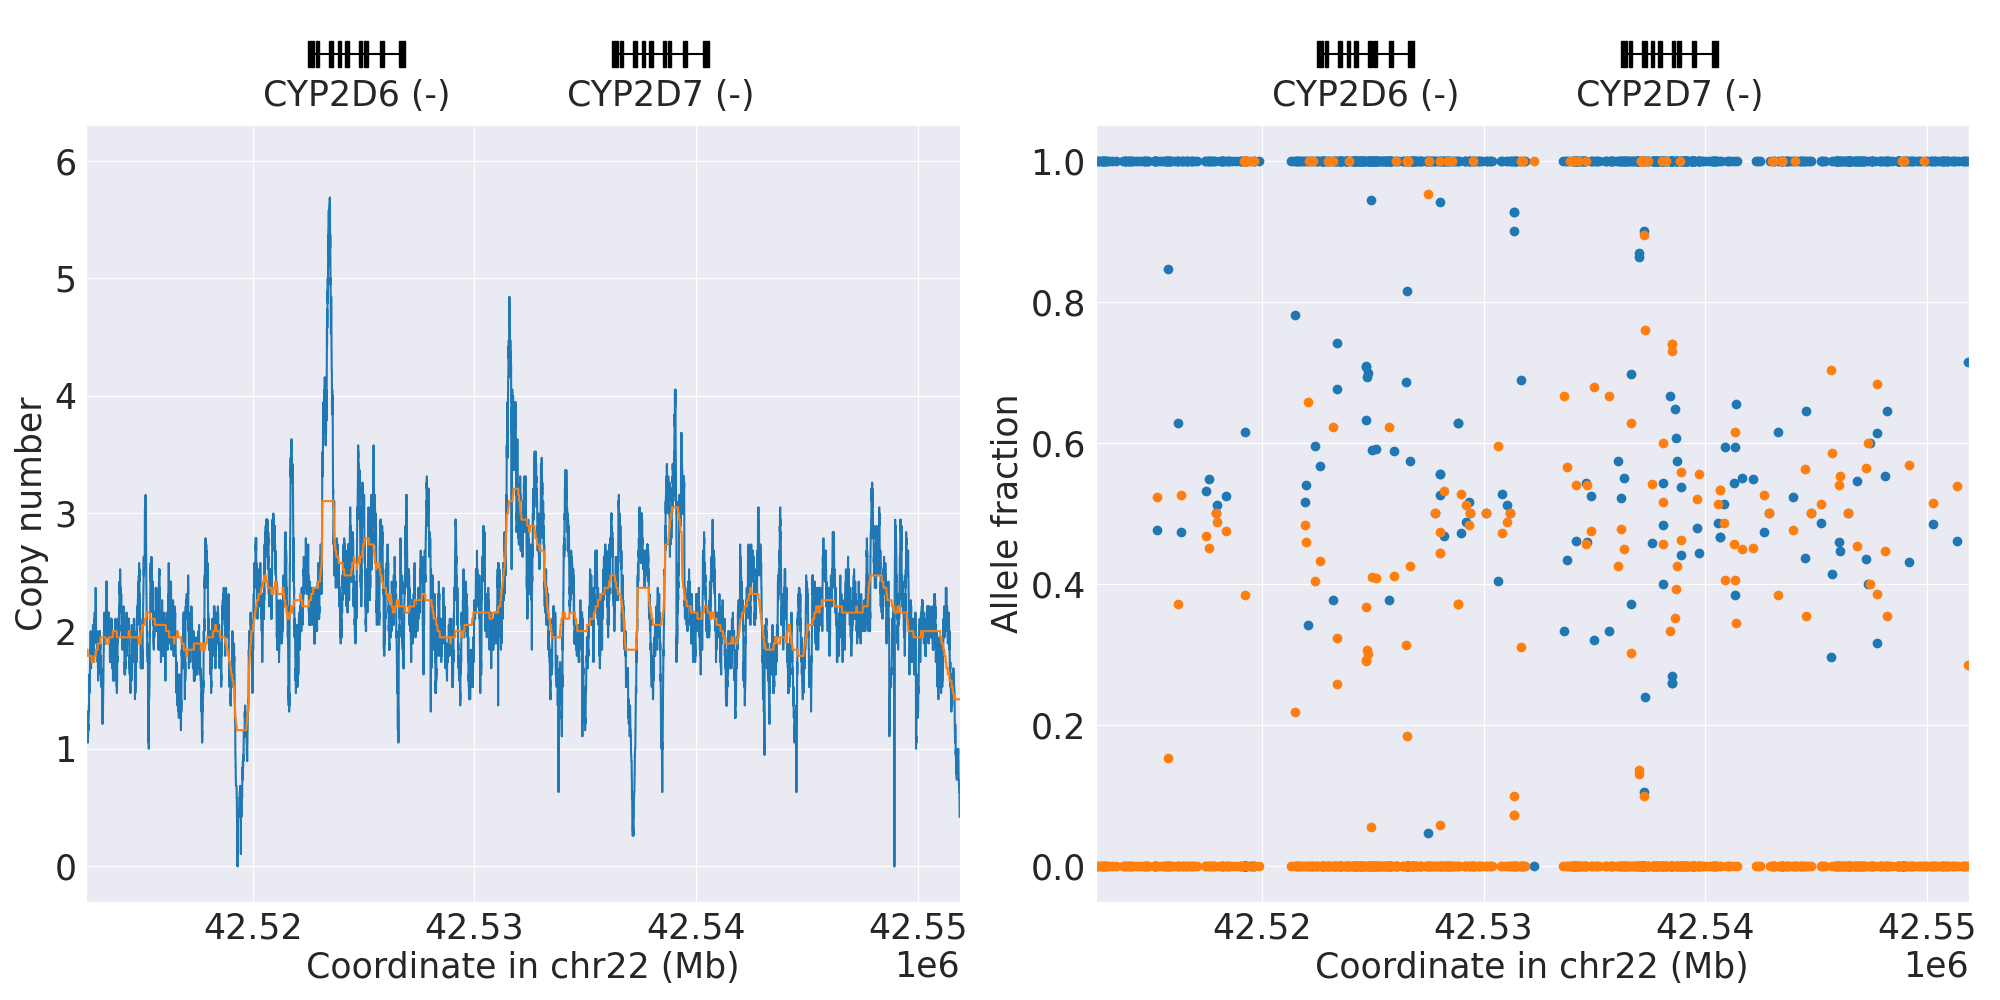 CYP2D6 (-) CYP2D7 (-)
6
5
4
3
2
1
0
Copy number
42.52 42.53 42.54 42.55
Coordinate in chr22 (Mb)
1e6
CYP2D6 (-) CYP2D7 (-)
1.0
0.8
0.6
0.4
0.2
0.0
Allele fraction
42.52 42.53 42.54 42.55
Coordinate in chr22 (Mb)
1e6